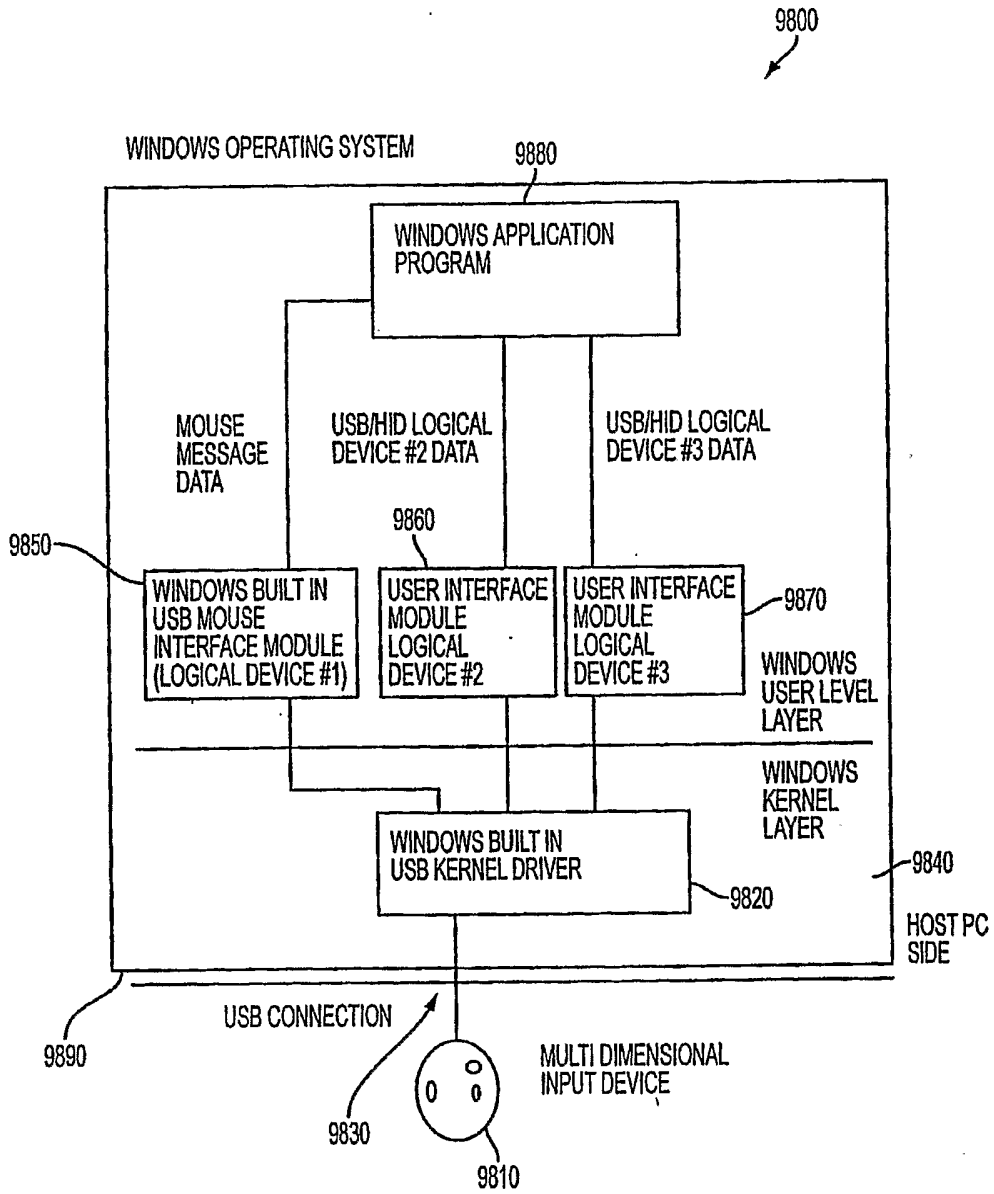 9800
WINDOWS OPERATING SYSTEM
9880
WINDOWS APPLICATION
PROGRAM
MOUSE
MESSAGE
DATA
USB/HID LOGICAL
DEVICE #2 DATA
USB/HID LOGICAL
DEVICE #3 DATA
9850
9860
9870
WINDOWS BUILT IN
USB MOUSE
INTERFACE MODULE
(LOGICAL DEVICE #1)
USER INTERFACE
MODULE
LOGICAL
DEVICE #2
USER INTERFACE
MODULE
LOGICAL
DEVICE #3
WINDOWS
USER LEVEL
LAYER
WINDOWS
KERNEL
LAYER
WINDOWS BUILT IN
USB KERNEL DRIVER
9820
9840
HOST PC
SIDE
USB CONNECTION
9890
MULTI DIMENSIONAL
INPUT DEVICE
9830
9810